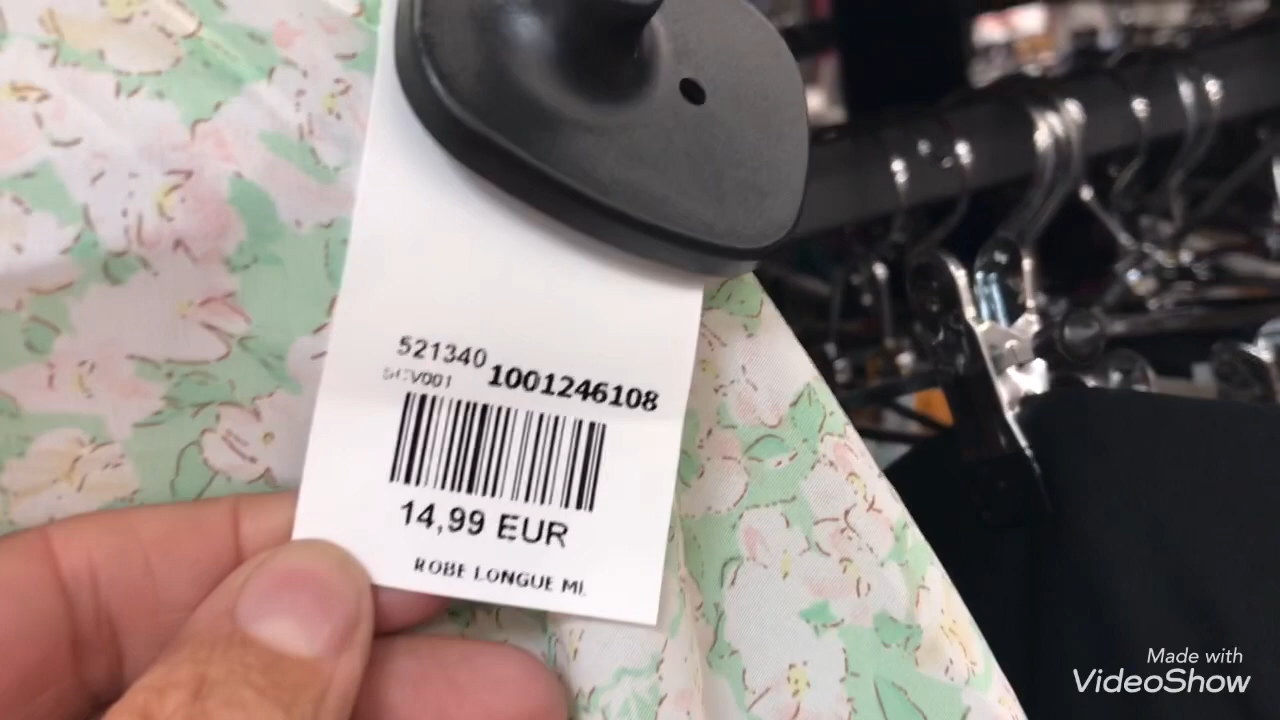 521340
1001246108
14,99 EUR
ROBE LONGUE ML
Made with
VideoShow